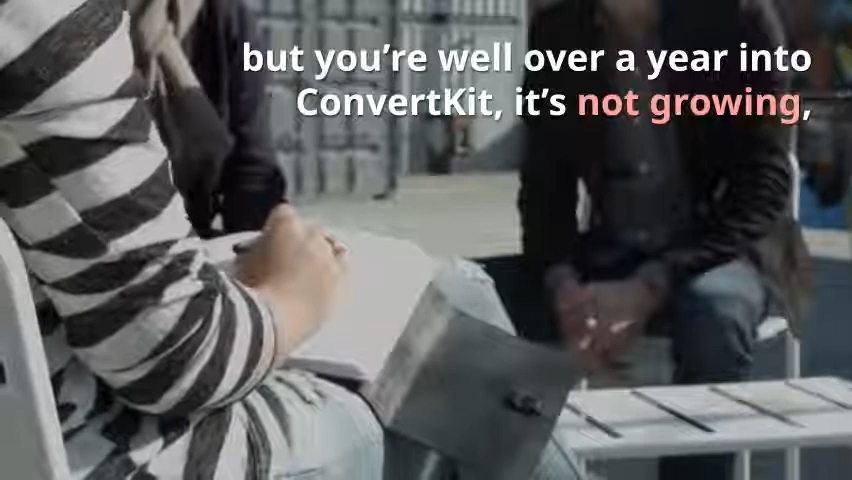 but you’re well over a year into
ConvertKit, it’s not growing,